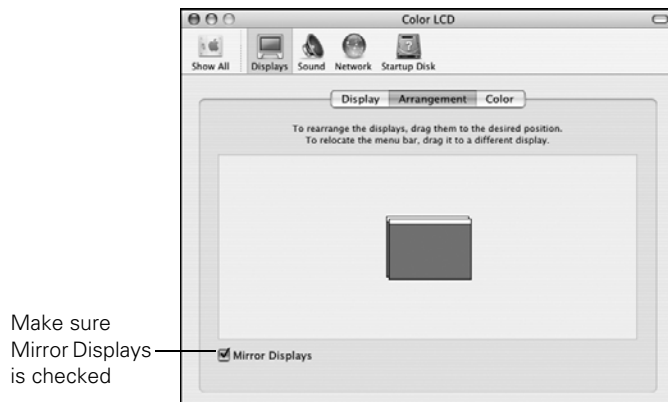 Color LCD
Show All Displays Sound Network Startup Disk
Display Arrangement Color
To rearrange the displays, drag them to the desired position.
To relocate the menu bar, drag it to a different display.
Make sure
Mirror Displays
is checked
Mirror Displays